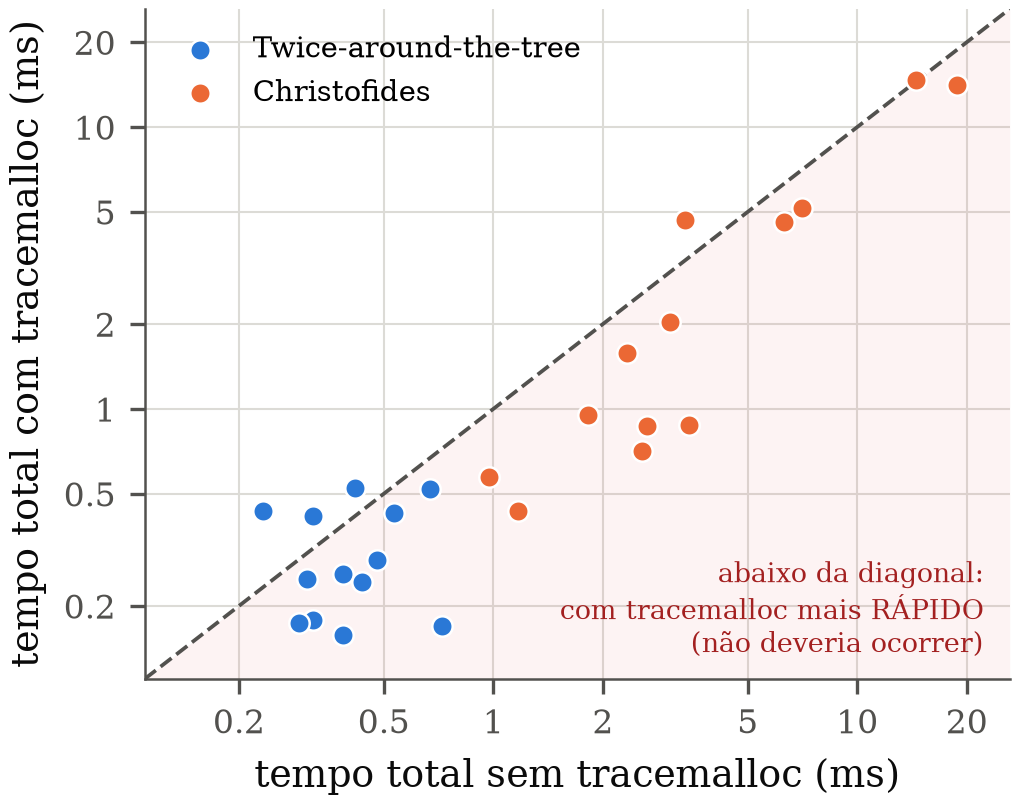 tempo total com tracemalloc (ms)
20
10
5
2
1
0.5
0.2
Twice-around-the-tree
Christofides
abaixo da diagonal:
com tracemalloc mais RÁPIDO
(não deveria ocorrer)
0.2 0.5 1 2 5 10 20
tempo total sem tracemalloc (ms)